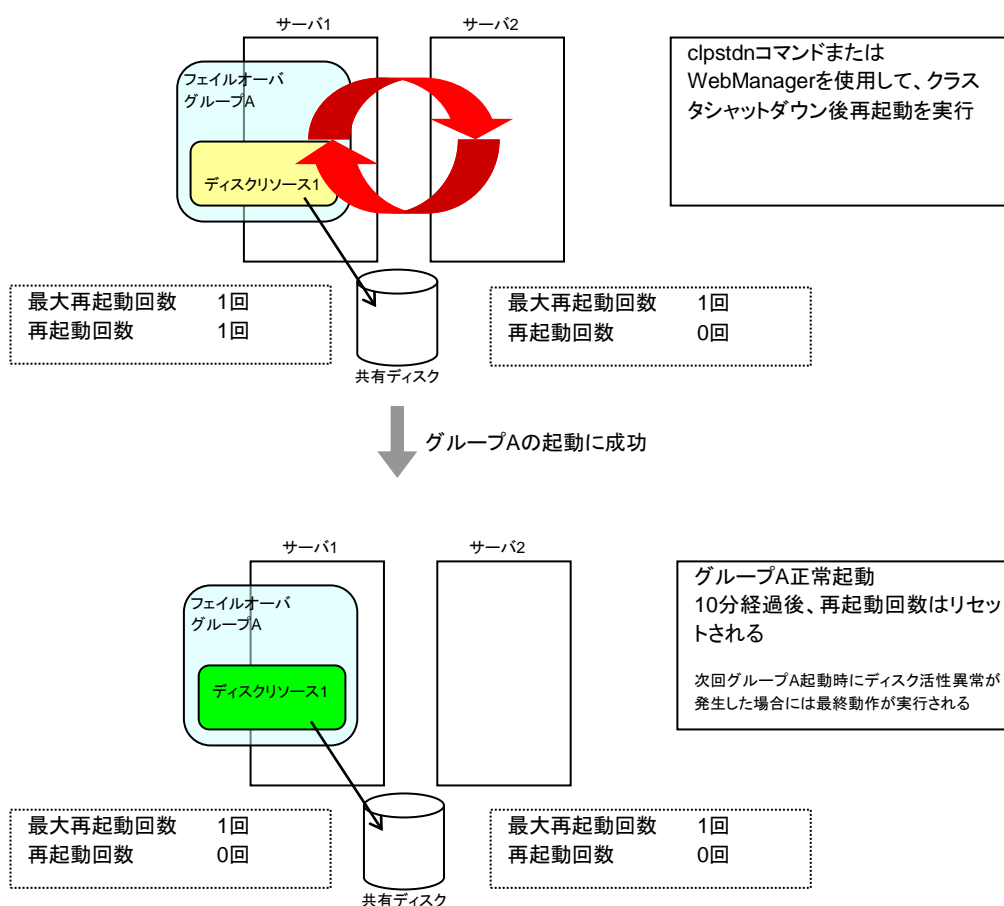 サーバ1
サーバ2
フェイルオーバ
グループA
ディスクリソース1
clpstdnコマンドまたは
WebManagerを使用して、クラス
タシャットダウン後再起動を実行
最大再起動回数 1回
再起動回数 1回
最大再起動回数 1回
再起動回数 0回
共有ディスク
グループAの起動に成功
サーバ1
サーバ2
フェイルオーバ
グループA
ディスクリソース1
グループA正常起動
10分経過後、再起動回数はリセッ
トされる
次回グループA起動時にディスク活性異常が
発生した場合には最終動作が実行される
最大再起動回数 1回
再起動回数 0回
最大再起動回数 1回
再起動回数 0回
共有ディスク